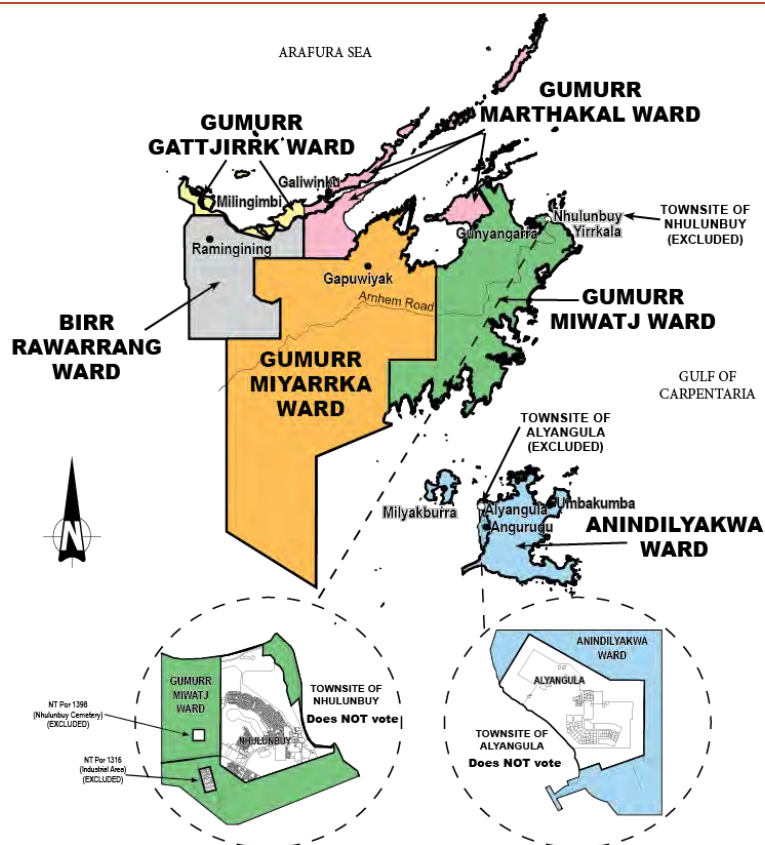 ARAFURA SEA
GUMURR
MARTHAKAL WARD
GUMURR
GATTJIRRK WARD
Galiwinku
Milingimbi
Nhulunbuy
Yirrkala
TOWNSITE OF
NHULUNBUY
(EXCLUDED)
Gunyangarra
Ramingining
Gapuwiyak
Arnhem Road
GUMURR
MIWATJ WARD
BIRR
RAWARRANG
WARD
GUMURR
MIYARRKA
WARD
GULF OF
CARPENTARIA
TOWNSITE OF
ALYANGULA
(EXCLUDED)
Milyakburra
Alyangula
Umbakumba
Angurugu
ANINDILYAKWA
WARD
N
GUMURR
MIWATJ
WARD
NT Por 1398
(Nhulunbuy Cemetery)
(EXCLUDED)
TOWNSITE OF
NHULUNBUY
Does NOT vote
NHULUNBUY
NT Por 1316
(Industrial Area)
(EXCLUDED)
ANINDILYAKWA
WARD
ALYANGULA
TOWNSITE OF
ALYANGULA
Does NOT vote